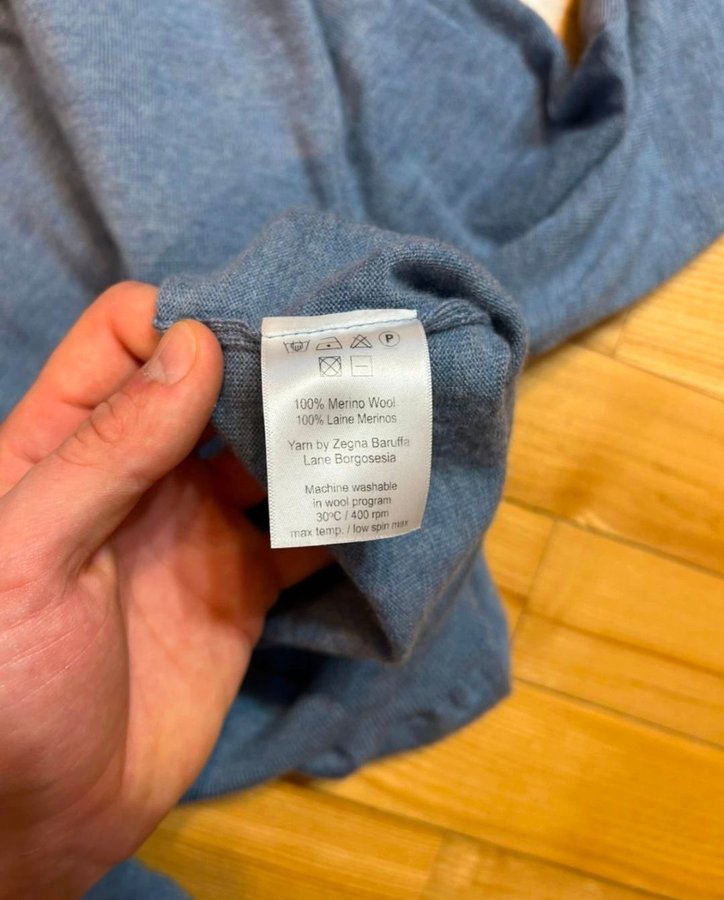 P
100% Merino Wool
100% Laine Merinos
Yarn by Zegna Baruffa
Lane Borgosesia
Machine washable
in wool program
30°C / 400 rpm
max temp. / low spin max